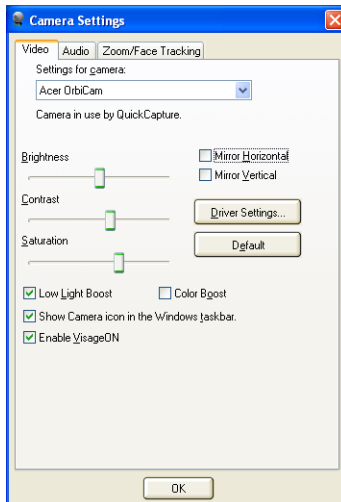 Camera Settings
Video Audio Zoom/Face Tracking
Settings for camera:
Acer OrbiCam
Camera in use by QuickCapture.
Brightness
Mirror Horizontal
Mirror Vertical
Contrast
Driver Settings...
Saturation
Default
Low Light Boost Color Boost
Show Camera icon in the Windows taskbar.
Enable VisageON
OK